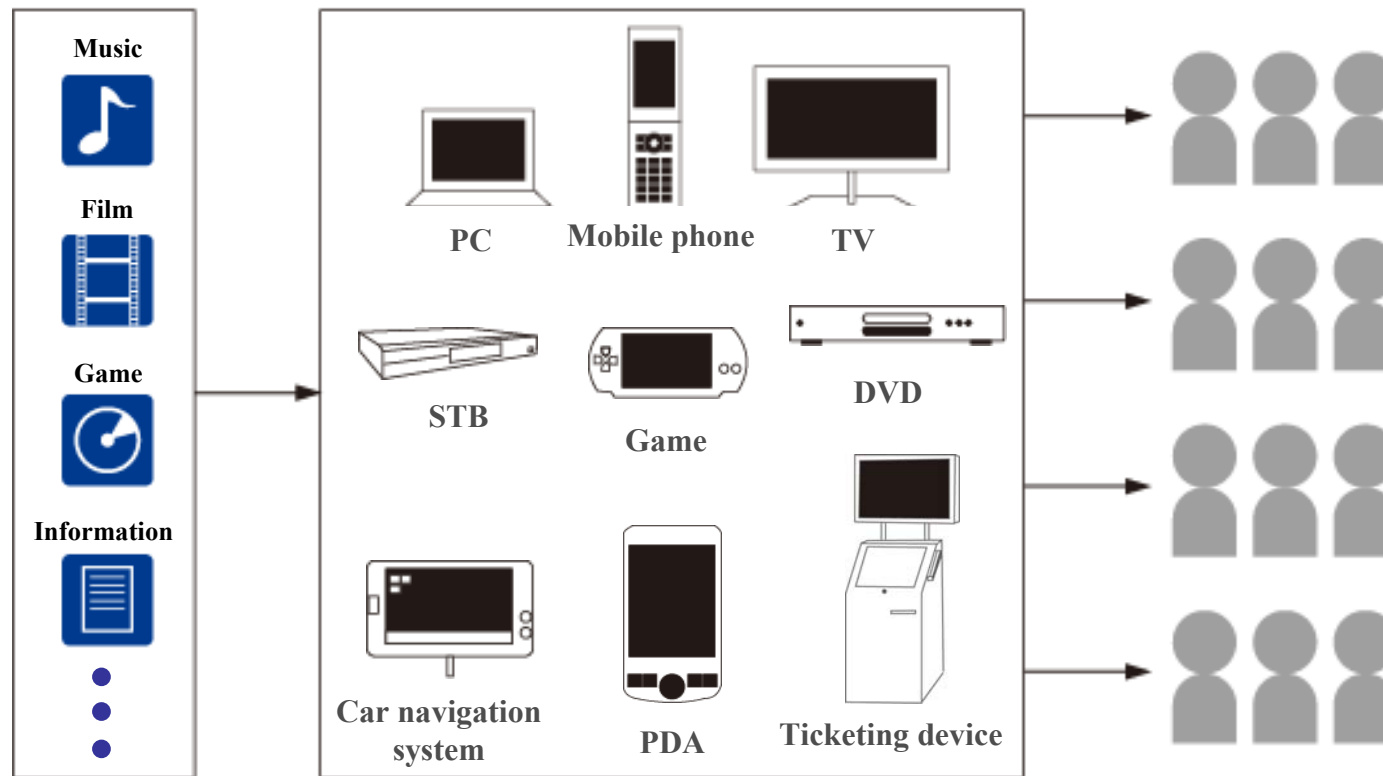 Music
Film
Game
Information
PC
Mobile phone
TV
STB
Game
DVD
Car navigation
system
PDA
Ticketing device